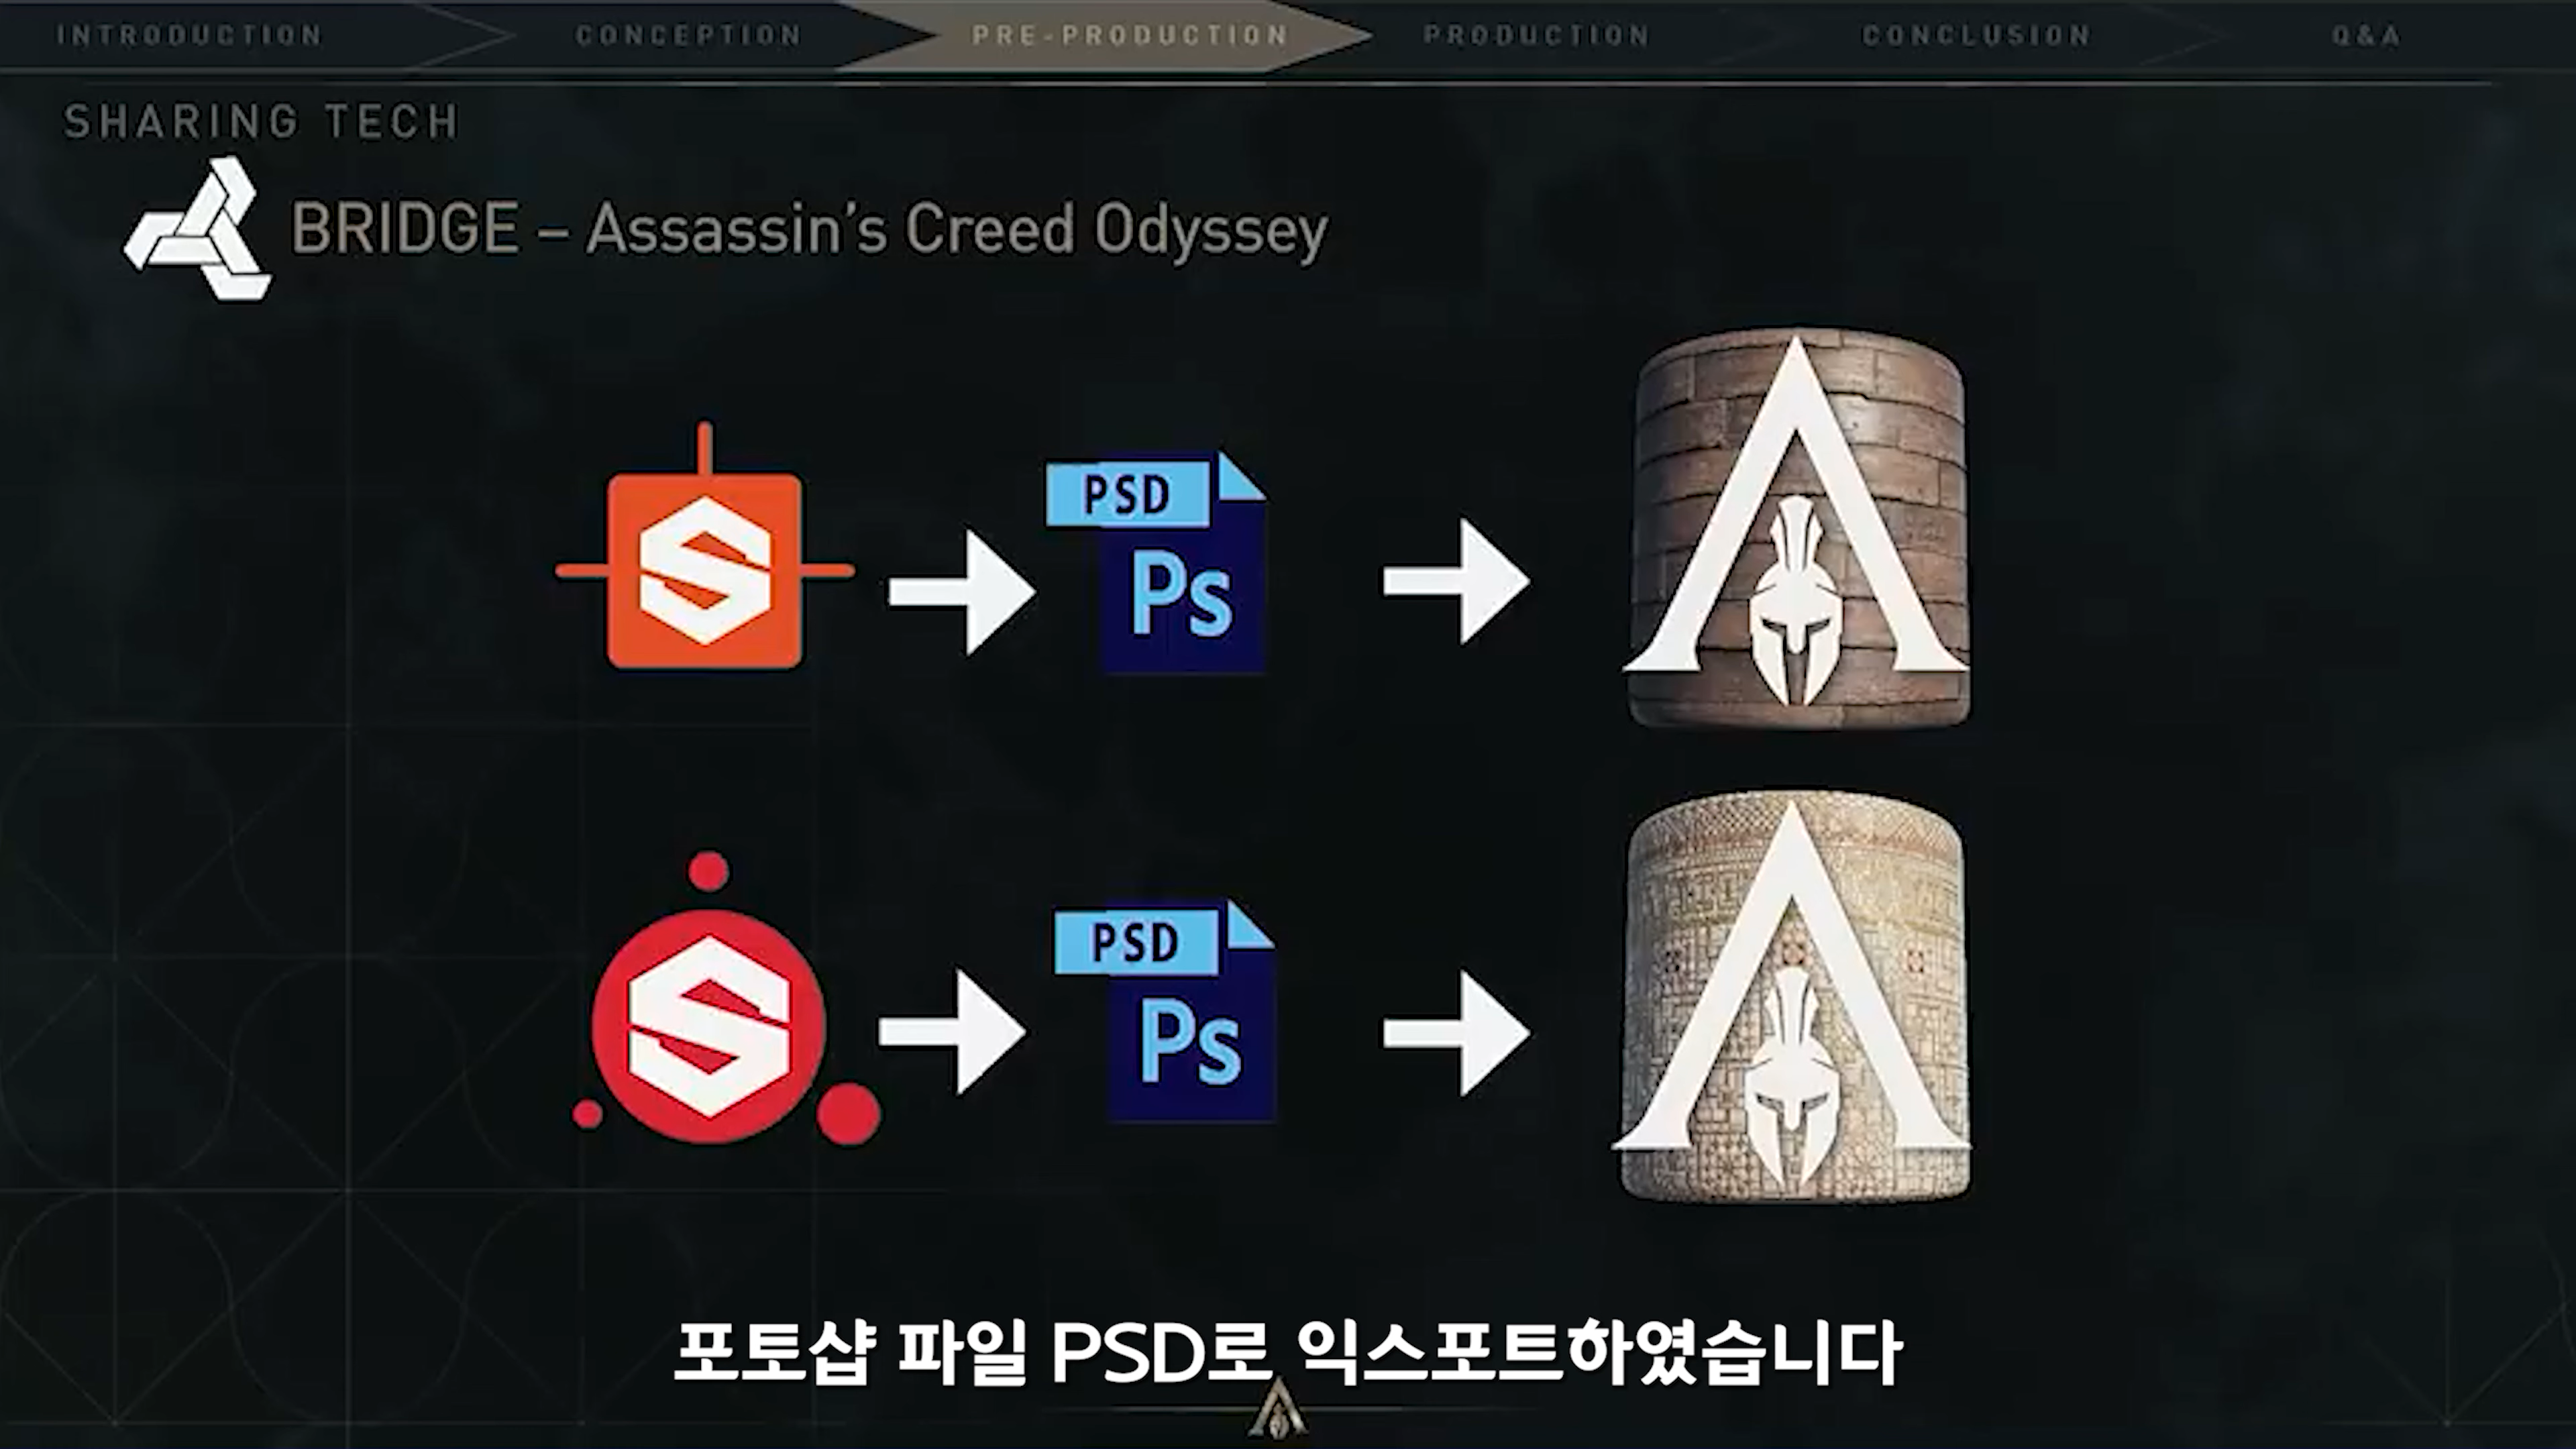 INTRODUCTION
CONCEPTION
PRE-PRODUCTION
PRODUCTION
CONCLUSION
Q&A
SHARING TECH
BRIDGE – Assassin’s Creed Odyssey
PSD
Ps
PSD
Ps
포토샵 파일 PSD로 익스포트하였습니다